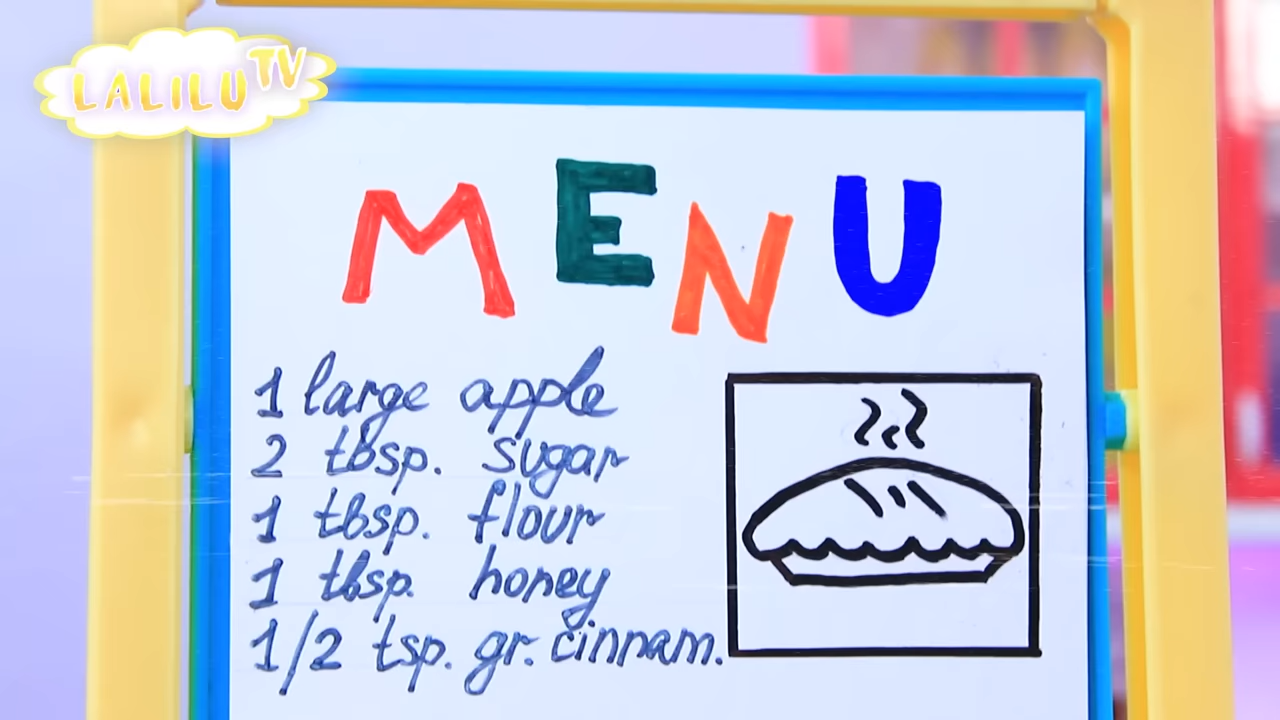 LALILU TV
MENU
1 large apple
2 tbsp. sugar
1 tbsp. flour
1 tbsp. honey
1/2 tsp. gr. cinnam.